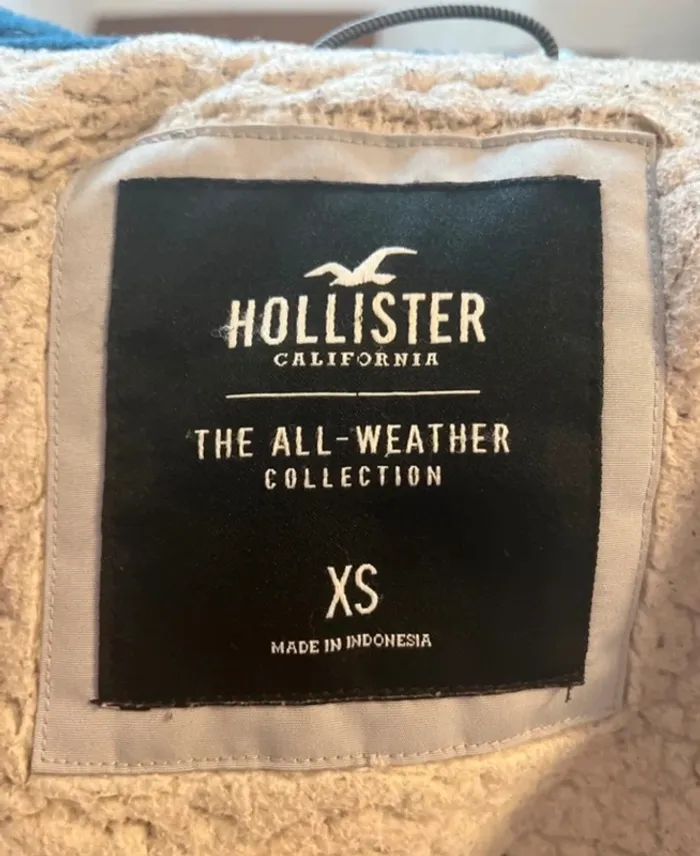 HOLLISTER
CALIFORNIA
THE ALL-WEATHER
COLLECTION
XS
MADE IN INDONESIA